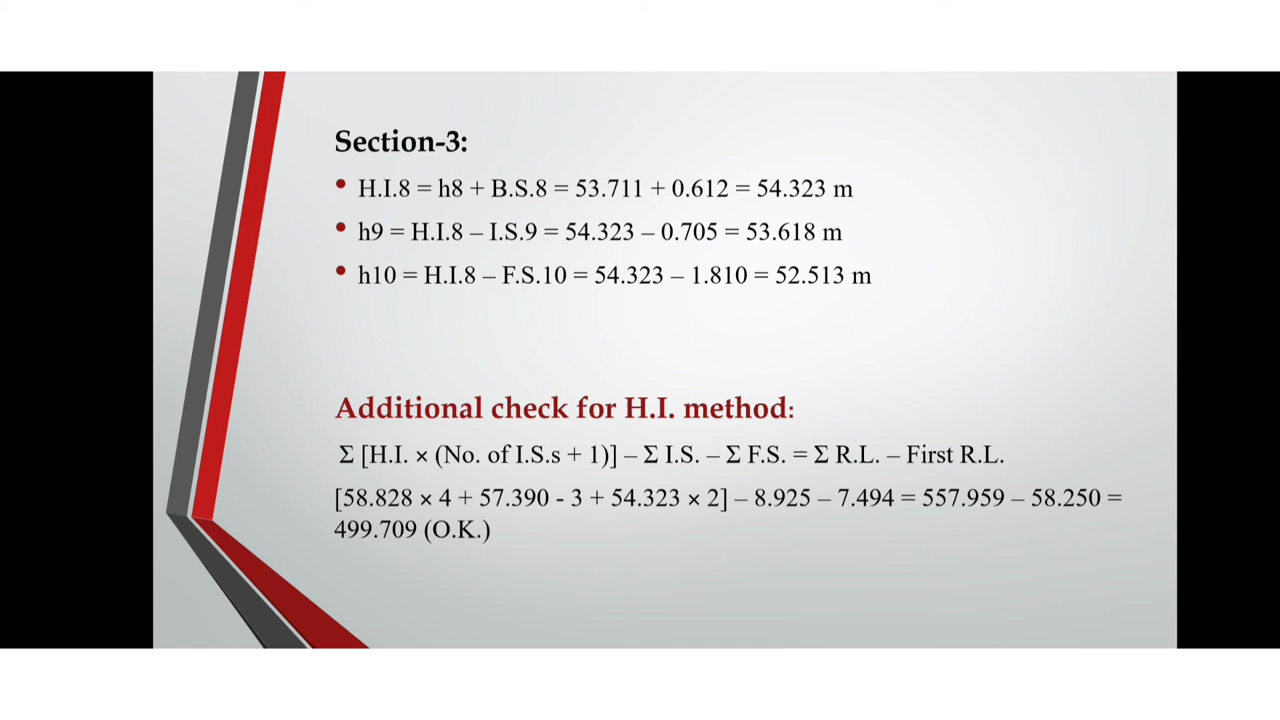 Section-3:
• H.I.8 = h8 + B.S.8 = 53.711 + 0.612 = 54.323 m
• h9 = H.I.8 – I.S.9 = 54.323 – 0.705 = 53.618 m
• h10 = H.I.8 – F.S.10 = 54.323 – 1.810 = 52.513 m
Additional check for H.I. method:
Σ [H.I. × (No. of I.S.s + 1)] – Σ I.S. – Σ F.S. = Σ R.L. – First R.L.
[58.828 × 4 + 57.390 - 3 + 54.323 × 2] – 8.925 – 7.494 = 557.959 – 58.250 =
499.709 (O.K.)